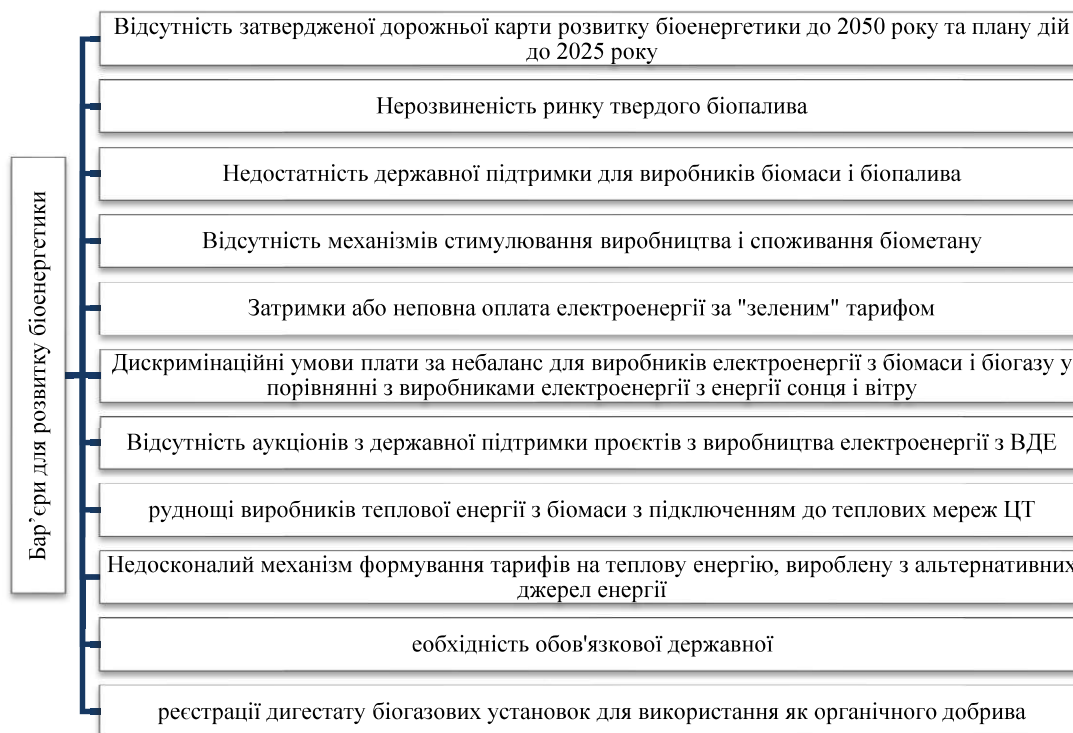 Бар’єри для розвитку біоенергетики
Відсутність затвердженої дорожньої карти розвитку біоенергетики до 2050 року та плану дій
до 2025 року
Нерозвиненість ринку твердого біопалива
Недостатність державної підтримки для виробників біомаси і біопалива
Відсутність механізмів стимулювання виробництва і споживання біометану
Затримки або неповна оплата електроенергії за "зеленим" тарифом
Дискримінаційні умови плати за небаланс для виробників електроенергії з біомаси і біогазу у
порівнянні з виробниками електроенергії з енергії сонця і вітру
Відсутність аукціонів з державної підтримки проєктів з виробництва електроенергії з ВДЕ
руднощі виробників теплової енергії з біомаси з підключенням до теплових мереж ЦТ
Недосконалий механізм формування тарифів на теплову енергію, вироблену з альтернативних
джерел енергії
еобхідність обов'язкової державної
реєстрації дигестату біогазових установок для використання як органічного добрива